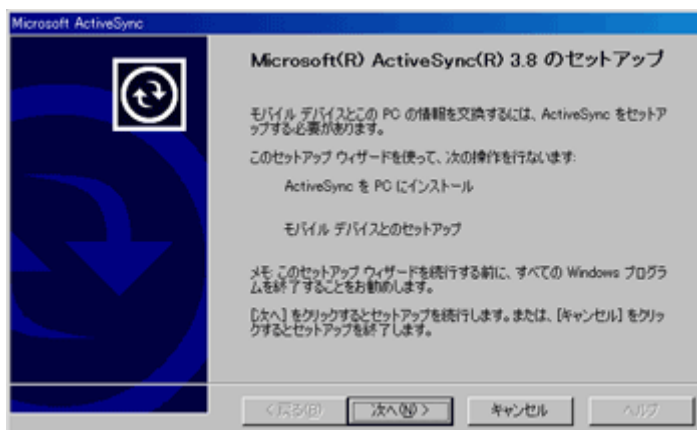 Microsoft ActiveSync
Microsoft(R) ActiveSync(R) 3.8 のセットアップ
モバイル デバイスとこの PC の情報を交換するには、ActiveSync をセットア
ップする必要があります。
このセットアップ ウィザードを使って、次の操作を行ないます:
ActiveSync を PC にインストール
モバイル デバイスとのセットアップ
メモ: このセットアップ ウィザードを続行する前に、すべての Windows プログラ
ムを終了することをお勧めします。
[次へ] をクリックするとセットアップを続行します。または、[キャンセル] をクリッ
クするとセットアップを終了します。
< 戻る(B)
次へ(N) >
キャンセル
ヘルプ